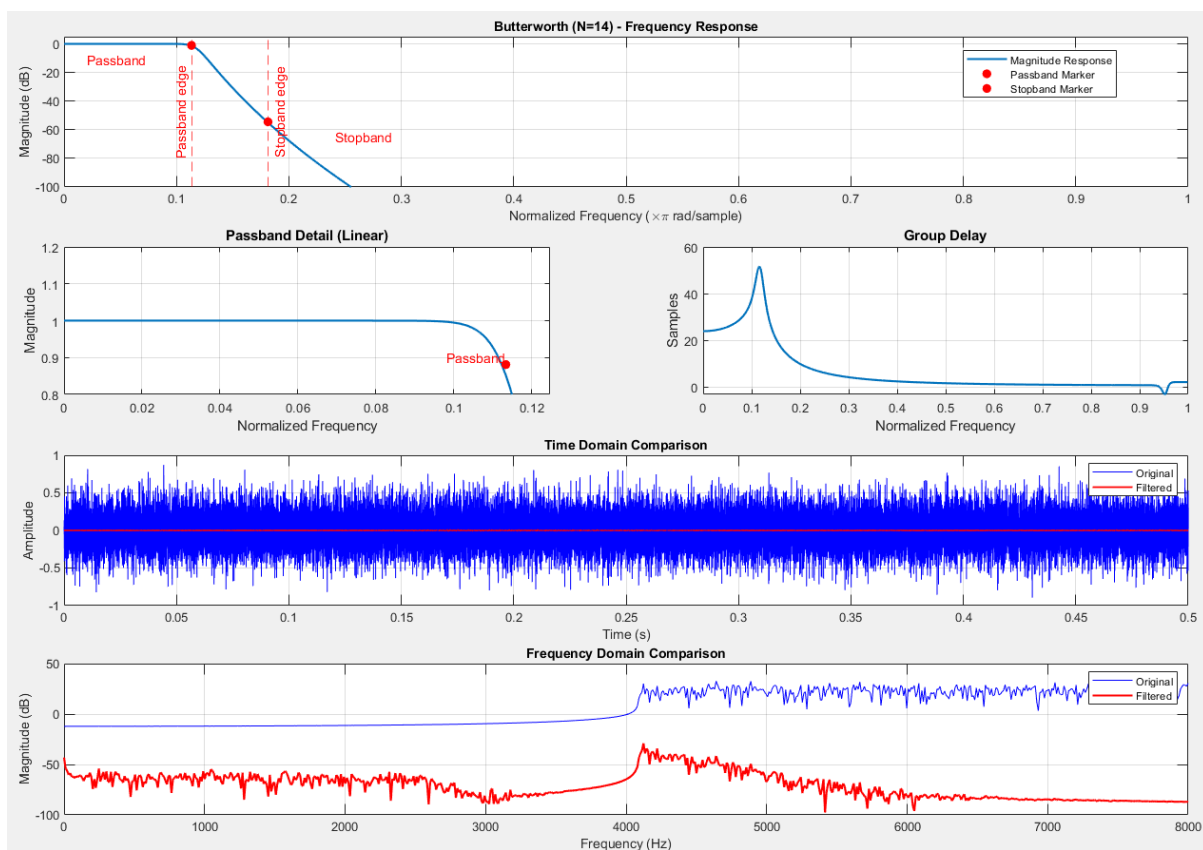 Butterworth (N=14) - Frequency Response
0
-20
-40
-60
-80
-100
Magnitude (dB)
Passband
Passband edge
Stopband edge
Stopband
Magnitude Response
Passband Marker
Stopband Marker
0 0.1 0.2 0.3 0.4 0.5 0.6 0.7 0.8 0.9 1
Normalized Frequency (×π rad/sample)
Passband Detail (Linear)
1.2
1.1
1
0.9
0.8
Magnitude
Passband
0 0.02 0.04 0.06 0.08 0.1 0.12
Normalized Frequency
Group Delay
60
40
20
0
Samples
0 0.1 0.2 0.3 0.4 0.5 0.6 0.7 0.8 0.9 1
Normalized Frequency
Time Domain Comparison
1
0.5
0
-0.5
-1
Amplitude
Original
Filtered
0 0.05 0.1 0.15 0.2 0.25 0.3 0.35 0.4 0.45 0.5
Time (s)
Frequency Domain Comparison
50
0
-50
-100
Magnitude (dB)
Original
Filtered
0 1000 2000 3000 4000 5000 6000 7000 8000
Frequency (Hz)